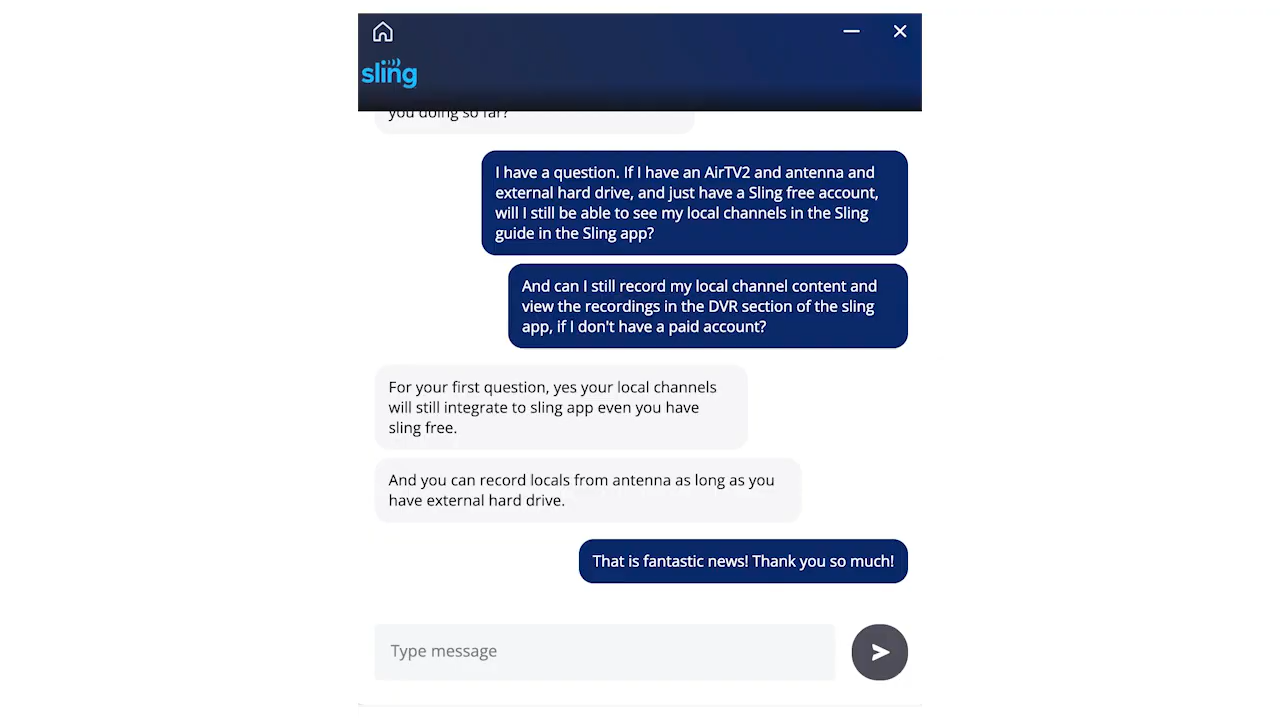 sling
you doing so far?
I have a question. If I have an AirTV2 and antenna and
external hard drive, and just have a Sling free account,
will I still be able to see my local channels in the Sling
guide in the Sling app?
And can I still record my local channel content and
view the recordings in the DVR section of the sling
app, if I don't have a paid account?
For your first question, yes your local channels
will still integrate to sling app even you have
sling free.
And you can record locals from antenna as long as you
have external hard drive.
That is fantastic news! Thank you so much!
Type message